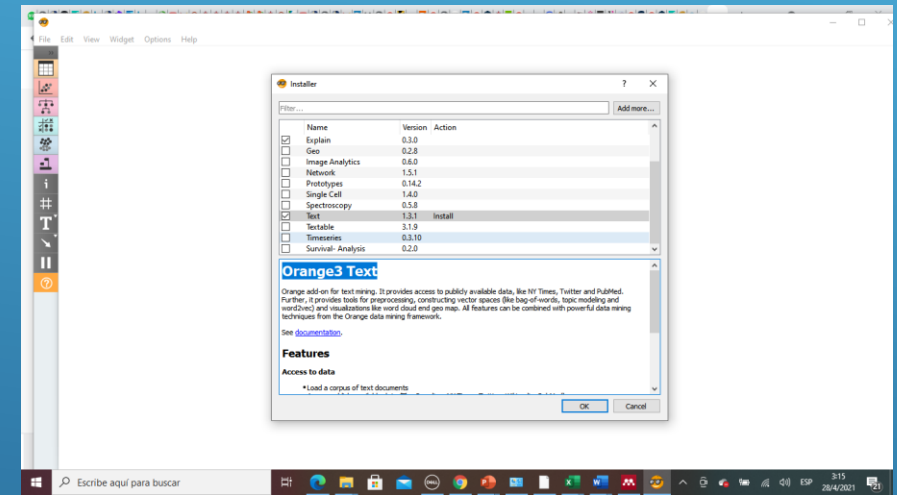 File Edit View Widget Options Help
Installer ? ×
Filter... Add more...
Name Version Action
Explain 0.3.0
Geo 0.2.8
Image Analytics 0.6.0
Network 1.5.1
Prototypes 0.14.2
Single Cell 1.4.0
Spectroscopy 0.5.8
Text 1.3.1 Install
Textable 3.1.9
Timeseries 0.3.10
Survival- Analysis 0.2.0
Orange3 Text
Orange add-on for text mining. It provides access to publicly available data, like NY Times, Twitter and PubMed.
Further, it provides tools for preprocessing, constructing vector spaces (like bag-of-words, topic modeling and
word2vec) and visualizations like word cloud end geo map. All features can be combined with powerful data mining
techniques from the Orange data mining framework.
See documentation.
Features
Access to data
•Load a corpus of text documents
OK Cancel
Escribe aquí para buscar
ESP 3:15
28/4/2021